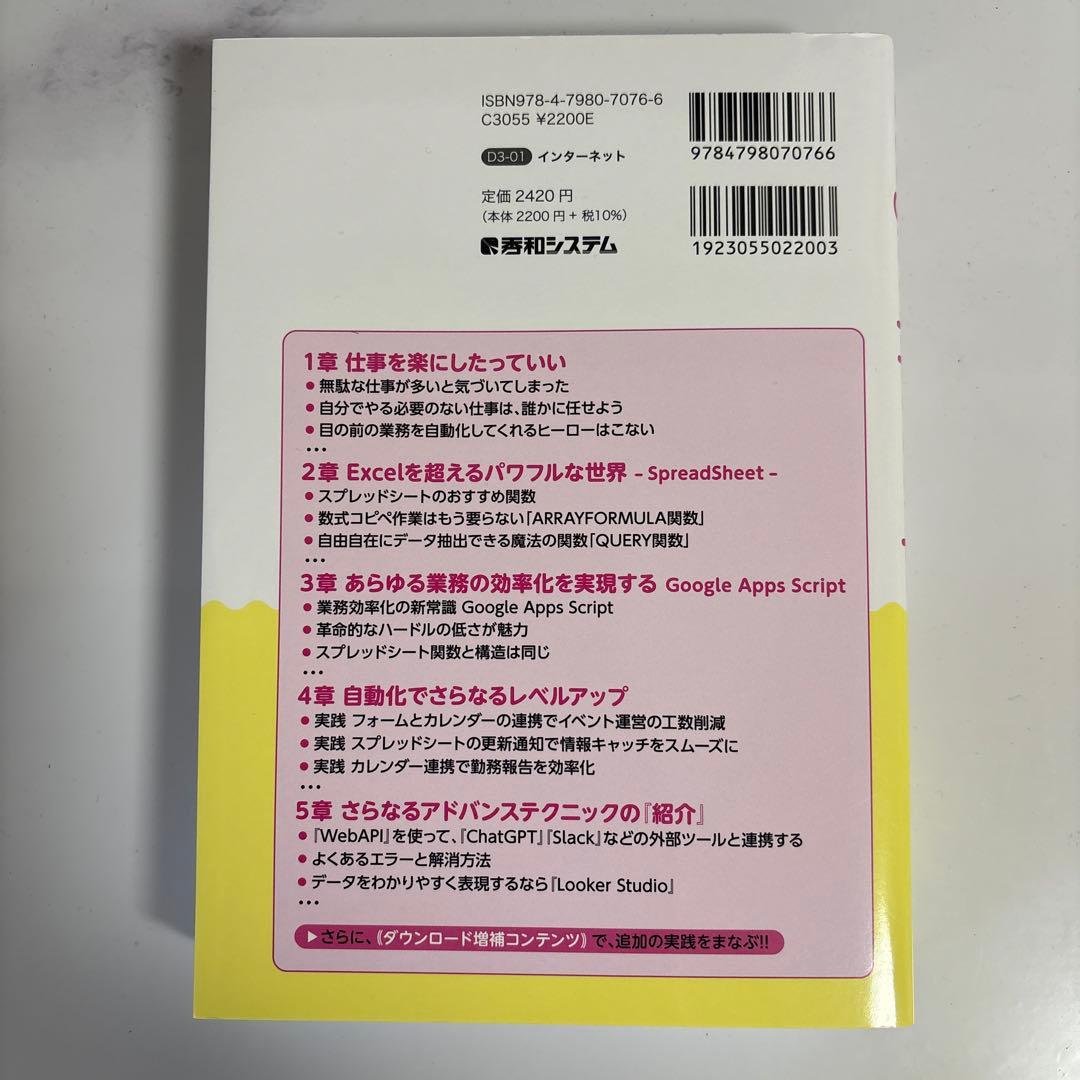 ISBN978-4-7980-7076-6
C3055 ¥2200E
9784798070766
D3-01 インターネット
定価 2420 円
(本体 2200 円 + 税10%)
1923055022003
秀和システム
1章 仕事を楽にしたっていい
● 無駄な仕事が多いと気づいてしまった
● 自分でやる必要のない仕事は、誰かに任せよう
● 目の前の業務を自動化してくれるヒーローはこない
•••
2章 Excelを超えるパワフルな世界 – SpreadSheet –
● スプレッドシートのおすすめ関数
● 数式コピペ作業はもう要らない「ARRAYFORMULA関数」
● 自由自在にデータ抽出できる魔法の関数「QUERY関数」
•••
3章 あらゆる業務の効率化を実現する Google Apps Script
● 業務効率化の新常識 Google Apps Script
● 革命的なハードルの低さが魅力
● スプレッドシート関数と構造は同じ
•••
4章 自動化でさらなるレベルアップ
● 実践 フォームとカレンダーの連携でイベント運営の工数削減
● 実践 スプレッドシートの更新通知で情報キャッチをスムーズに
● 実践 カレンダー連携で勤務報告を効率化
•••
5章 さらなるアドバンステクニックの『紹介』
● 『WebAPI』を使って、『ChatGPT』『Slack』などの外部ツールと連携する
● よくあるエラーと解消方法
● データをわかりやすく表現するなら『Looker Studio』
•••
▶さらに、《ダウンロード増補コンテンツ》で、追加の実践をまなぶ!!